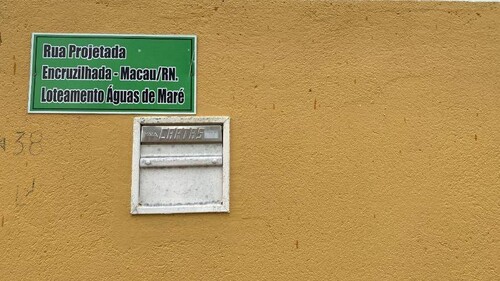 Rua Projetada
Encruzilhada - Macau/RN.
Loteamento Águas de Maré
CARTAS
38